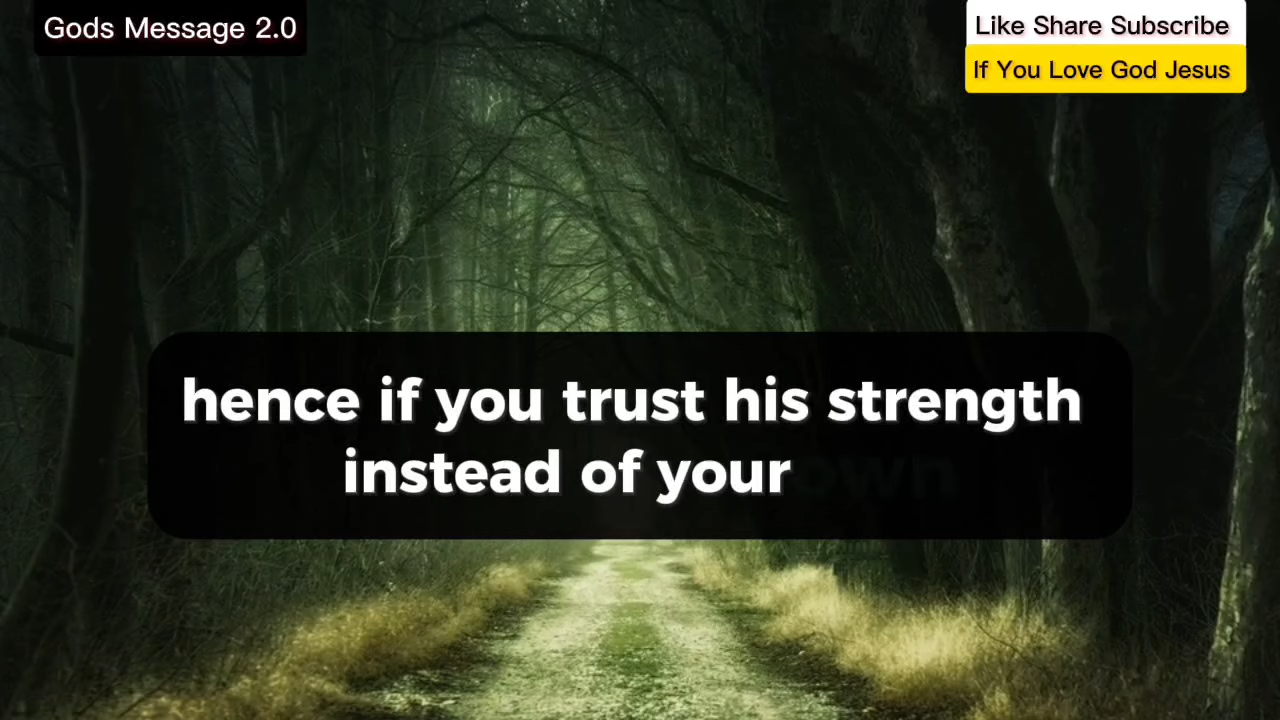 Gods Message 2.0
Like Share Subscribe
If You Love God Jesus
hence if you trust his strength
instead of your own